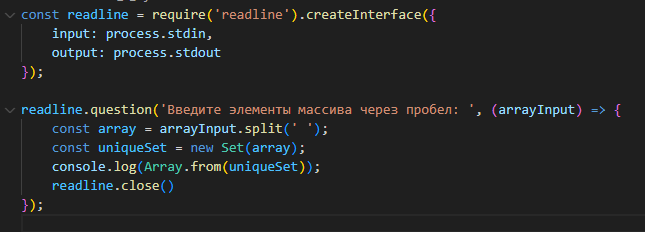 const readline = require('readline').createInterface({
    input: process.stdin,
    output: process.stdout
});

readline.question('Введите элементы массива через пробел: ', (arrayInput) => {
    const array = arrayInput.split(' ');
    const uniqueSet = new Set(array);
    console.log(Array.from(uniqueSet));
    readline.close()
});